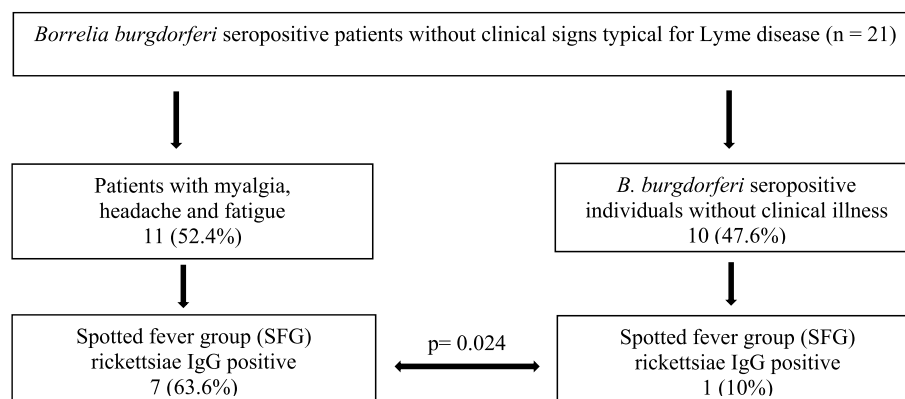 Borrelia burgdorferi seropositive patients without clinical signs typical for Lyme disease (n = 21)
Patients with myalgia,
headache and fatigue
11 (52.4%)
B. burgdorferi seropositive
individuals without clinical illness
10 (47.6%)
Spotted fever group (SFG)
rickettsiae IgG positive
7 (63.6%)
p= 0.024
Spotted fever group (SFG)
rickettsiae IgG positive
1 (10%)